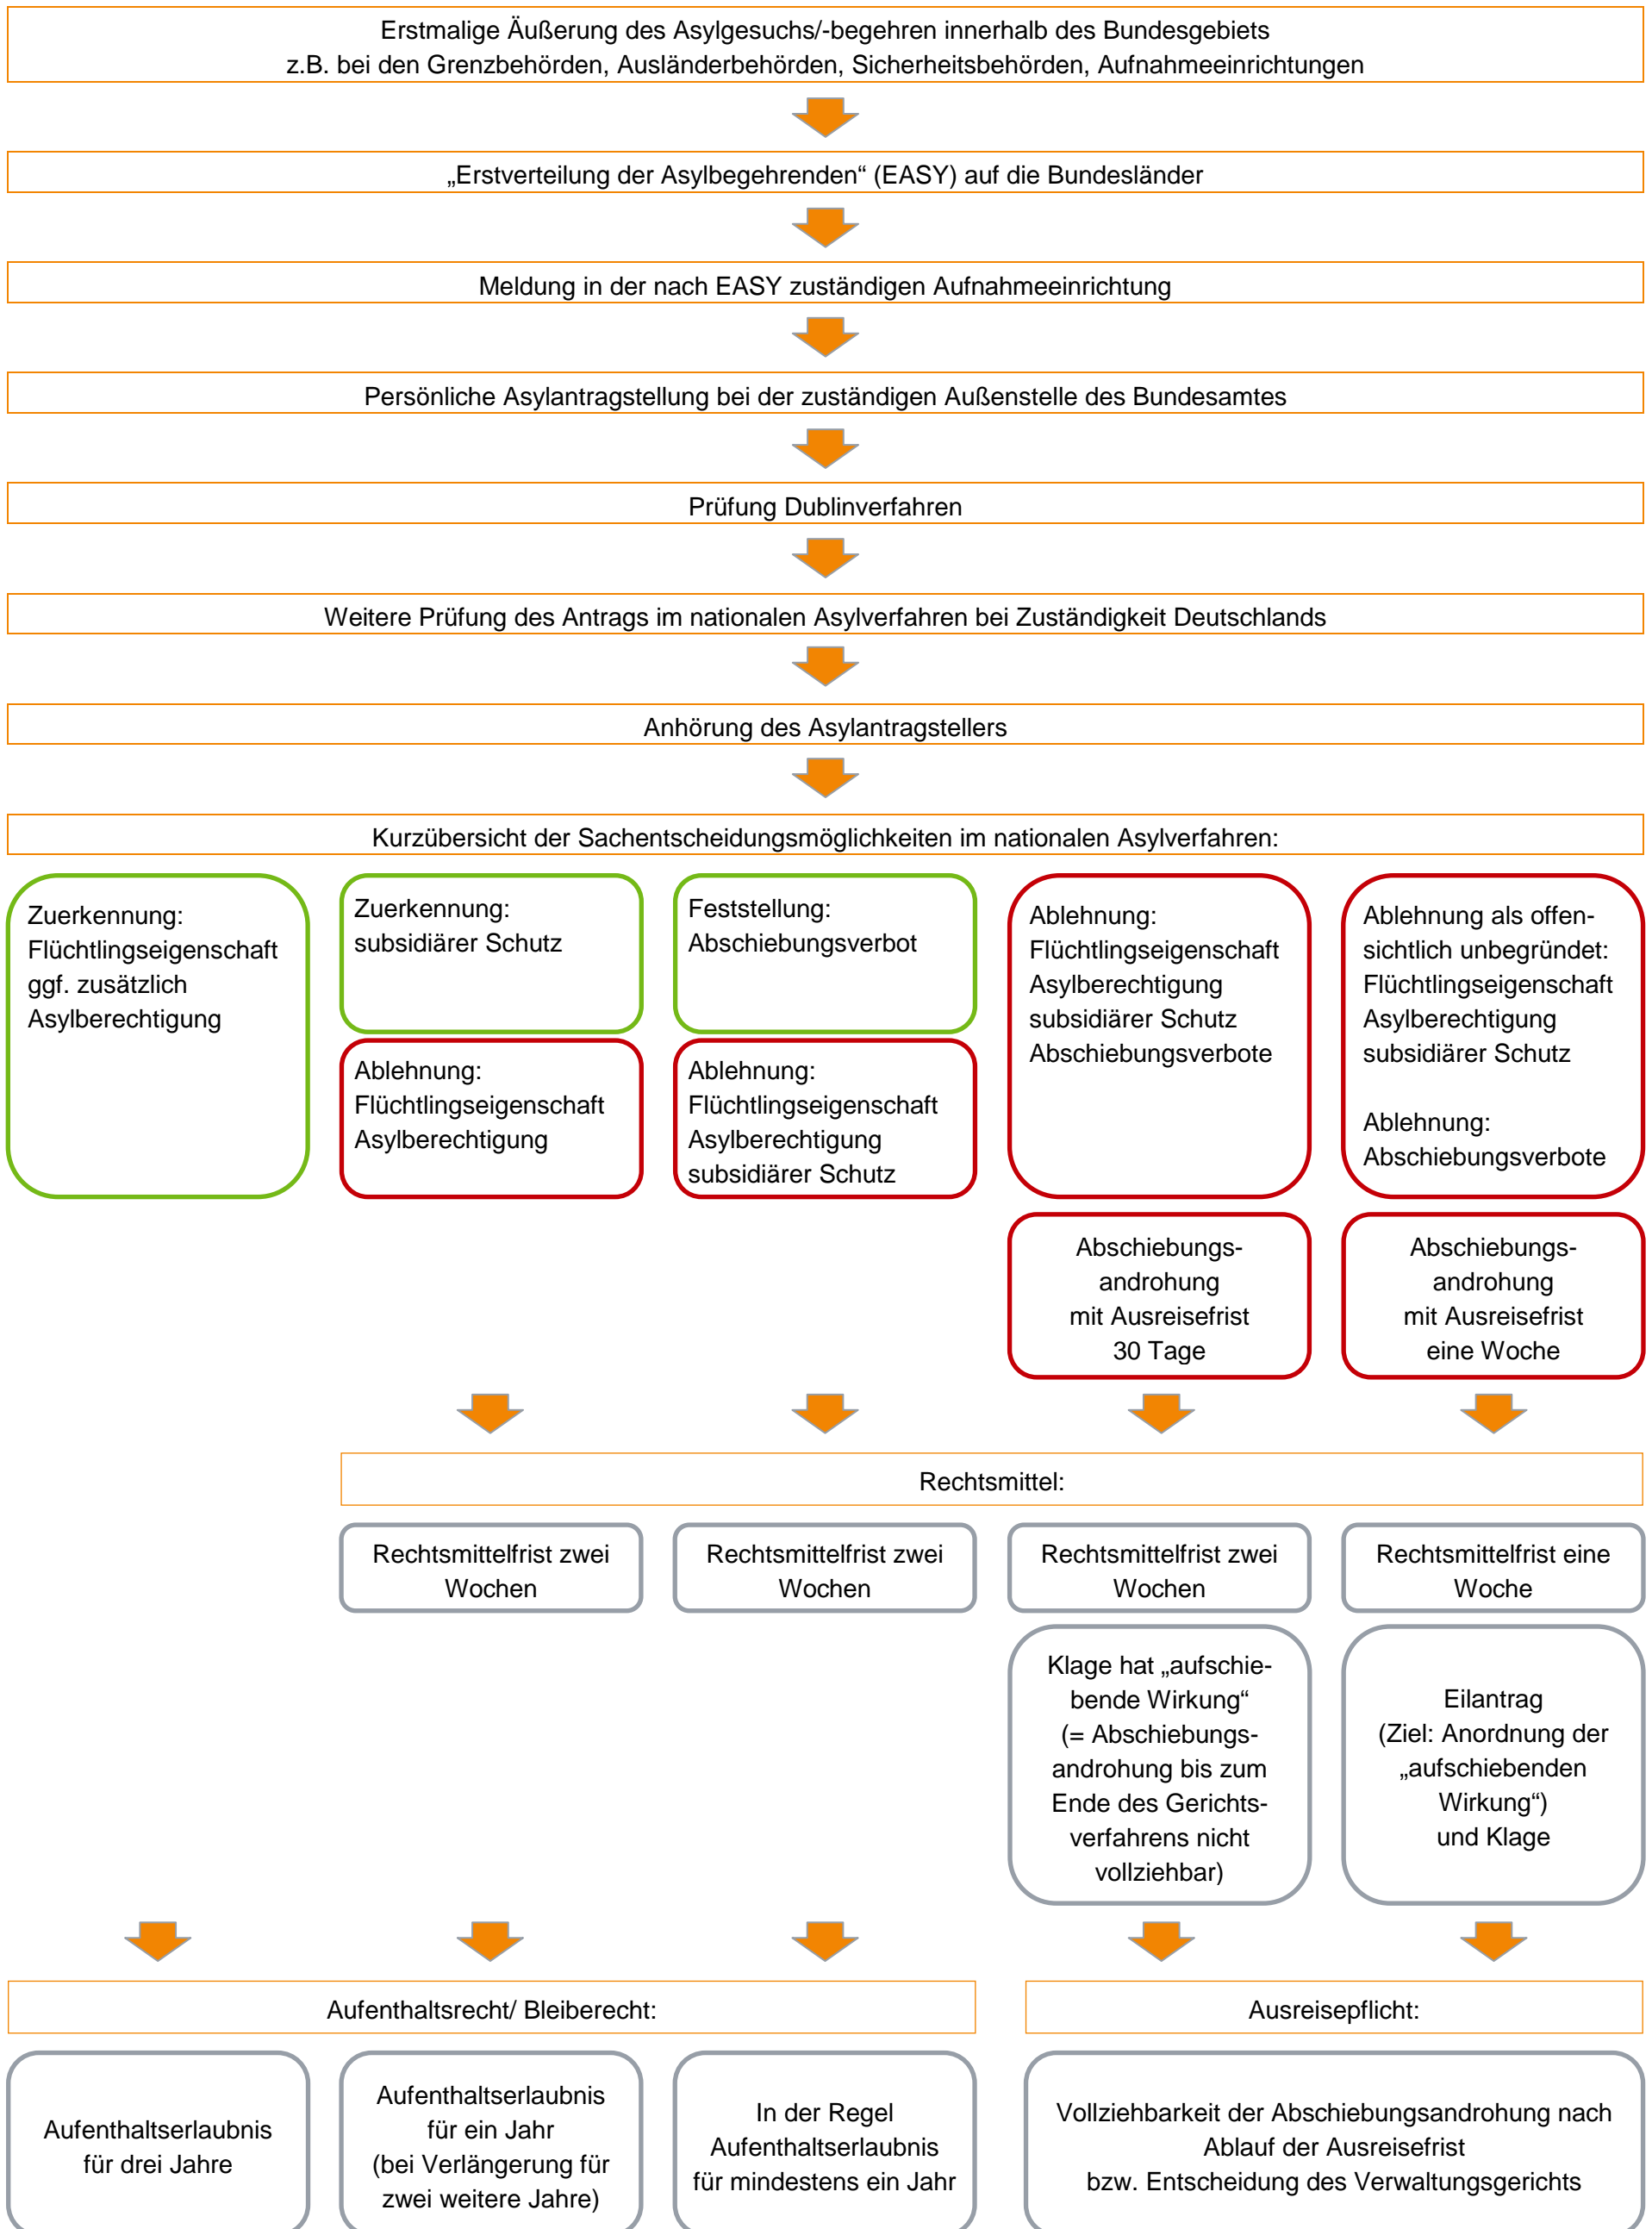 Erstmalige Äußerung des Asylgesuchs/-begehren innerhalb des Bundesgebiets
z.B. bei den Grenzbehörden, Ausländerbehörden, Sicherheitsbehörden, Aufnahmeeinrichtungen
„Erstverteilung der Asylbegehrenden“ (EASY) auf die Bundesländer
Meldung in der nach EASY zuständigen Aufnahmeeinrichtung
Persönliche Asylantragstellung bei der zuständigen Außenstelle des Bundesamtes
Prüfung Dublinverfahren
Weitere Prüfung des Antrags im nationalen Asylverfahren bei Zuständigkeit Deutschlands
Anhörung des Asylantragstellers
Kurzübersicht der Sachentscheidungsmöglichkeiten im nationalen Asylverfahren:
Zuerkennung:
Flüchtlingseigenschaft
ggf. zusätzlich
Asylberechtigung
Zuerkennung:
subsidiärer Schutz
Ablehnung:
Flüchtlingseigenschaft
Asylberechtigung
Feststellung:
Abschiebungsverbot
Ablehnung:
Flüchtlingseigenschaft
Asylberechtigung
subsidiärer Schutz
Ablehnung:
Flüchtlingseigenschaft
Asylberechtigung
subsidiärer Schutz
Abschiebungsverbote
Ablehnung als offen-
sichtlich unbegründet:
Flüchtlingseigenschaft
Asylberechtigung
subsidiärer Schutz
Ablehnung:
Abschiebungsverbote
Abschiebungs-
androhung
mit Ausreisefrist
30 Tage
Abschiebungs-
androhung
mit Ausreisefrist
eine Woche
Rechtsmittel:
Rechtsmittelfrist zwei
Wochen
Rechtsmittelfrist zwei
Wochen
Rechtsmittelfrist zwei
Wochen
Rechtsmittelfrist eine
Woche
Klage hat „aufschie-
bende Wirkung“
(= Abschiebungs-
androhung bis zum
Ende des Gerichts-
verfahrens nicht
vollziehbar)
Eilantrag
(Ziel: Anordnung der
„aufschiebenden
Wirkung“)
und Klage
Aufenthaltsrecht/ Bleiberecht:
Ausreisepflicht:
Aufenthaltserlaubnis
für drei Jahre
Aufenthaltserlaubnis
für ein Jahr
(bei Verlängerung für
zwei weitere Jahre)
In der Regel
Aufenthaltserlaubnis
für mindestens ein Jahr
Vollziehbarkeit der Abschiebungsandrohung nach
Ablauf der Ausreisefrist
bzw. Entscheidung des Verwaltungsgerichts